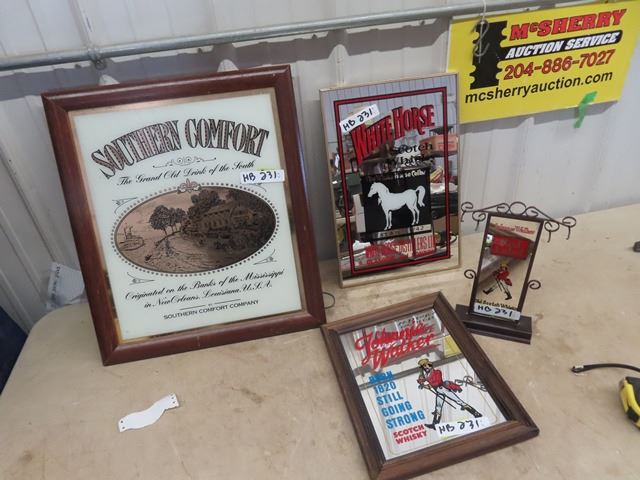 McSHERRY
AUCTION SERVICE
204-886-7027
mcsherryauction.com
SOUTHERN COMFORT
The Grand Old Drink of the South
HB 231
Originated on the Banks of the Mississippi
in New Orleans, Louisiana, U.S.A.
BY
SOUTHERN COMFORT COMPANY
HB 231
WHITE HORSE
Scotch
Whisky
HB 231
Johnnie
Walker
BORN
1820
STILL
GOING
STRONG
SCOTCH
WHISKY
HB 231